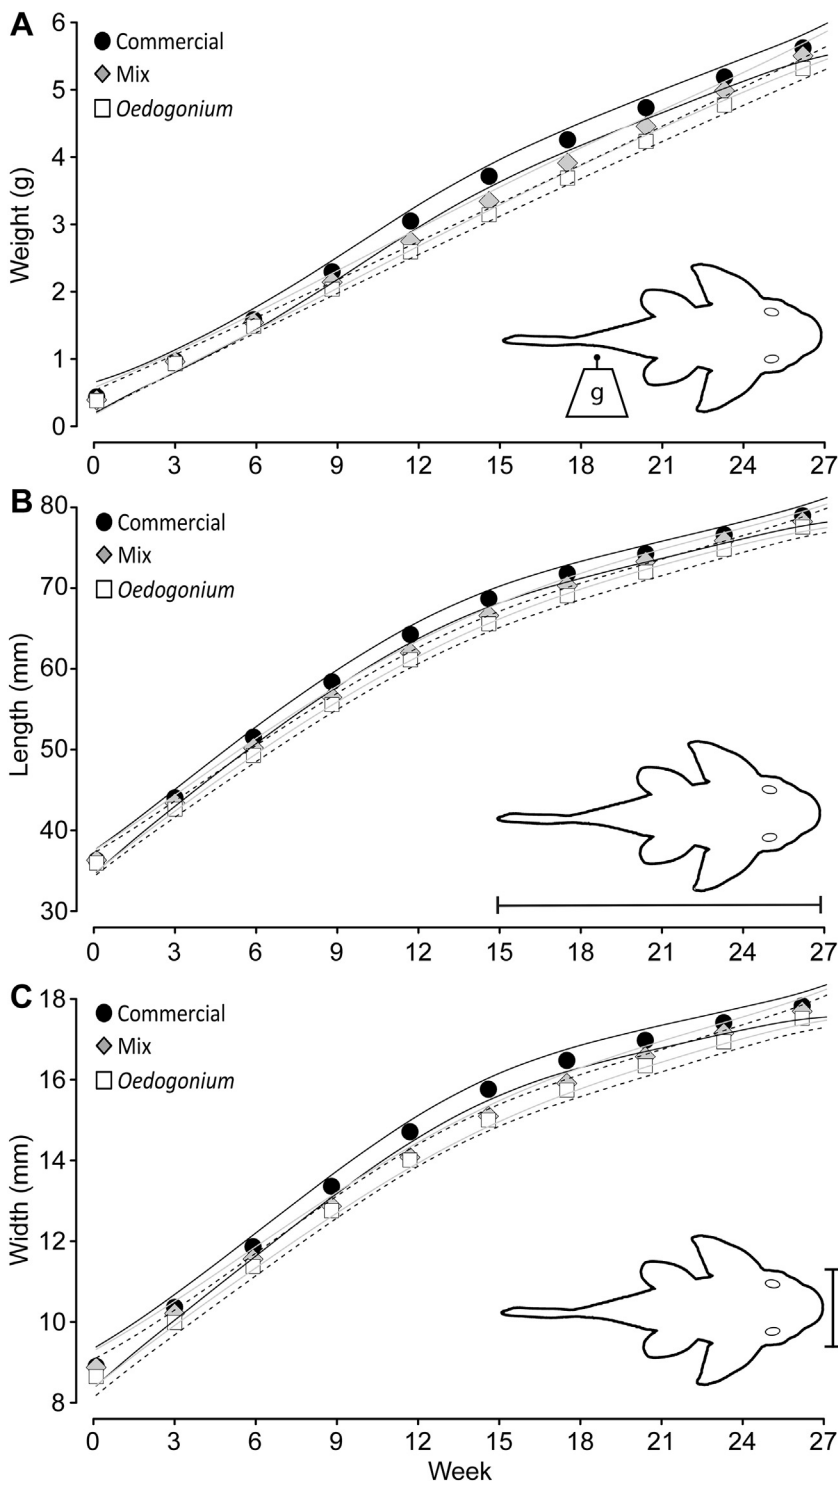 A
Weight (g)
6
5
4
3
2
1
0
Commercial
Mix
Oedogonium
g
0 3 6 9 12 15 18 21 24 27
B
Length (mm)
80
70
60
50
40
30
Commercial
Mix
Oedogonium
0 3 6 9 12 15 18 21 24 27
C
Width (mm)
18
16
14
12
10
8
Commercial
Mix
Oedogonium
0 3 6 9 12 15 18 21 24 27
Week